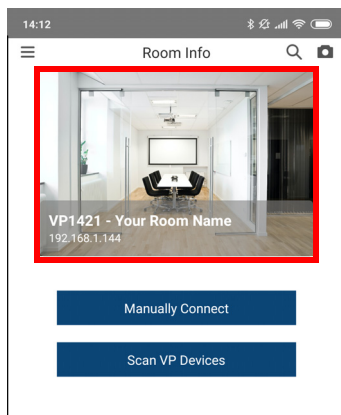 14:12
Room Info
VP1421 - Your Room Name
192.168.1.144
Manually Connect
Scan VP Devices